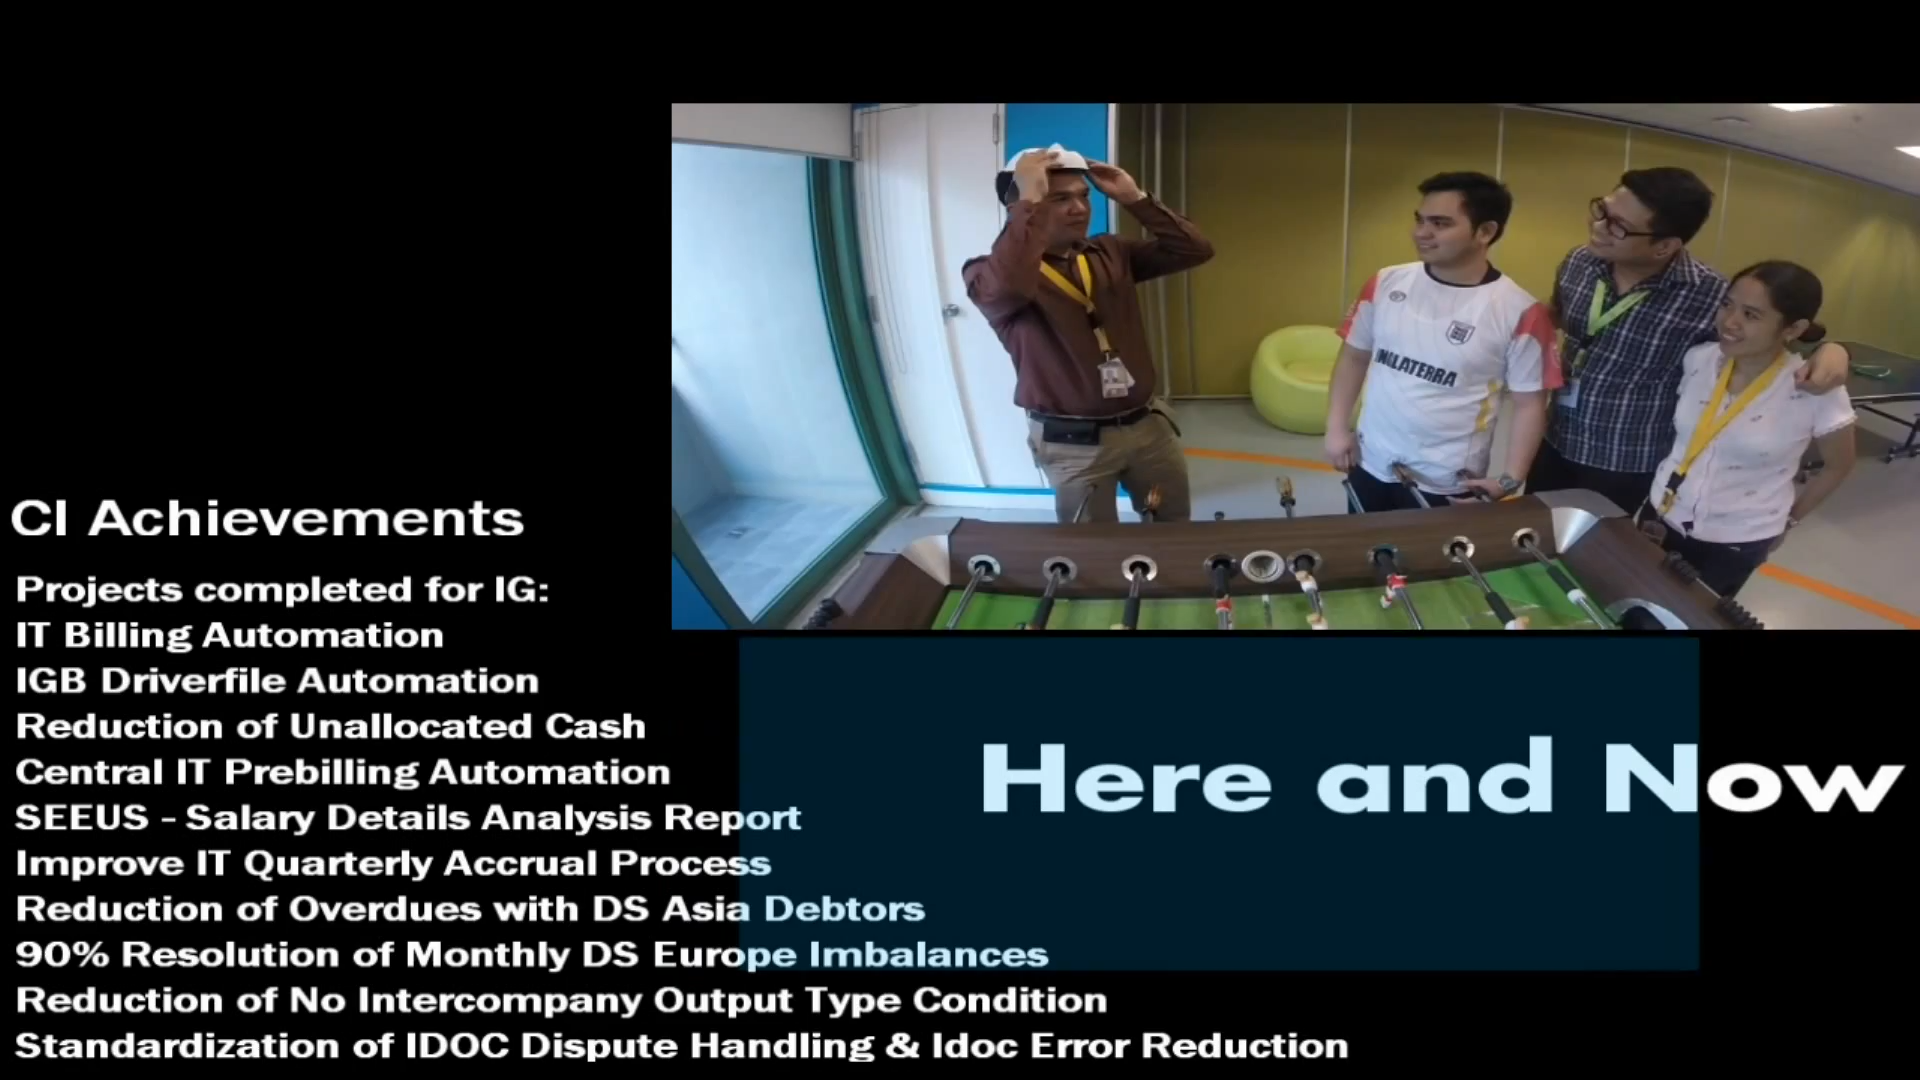 INGLATERRA
CI Achievements
Projects completed for IG:
IT Billing Automation
IGB Driverfile Automation
Reduction of Unallocated Cash
Central IT Prebilling Automation
SEEUS - Salary Details Analysis Report
Improve IT Quarterly Accrual Process
Reduction of Overdues with DS Asia Debtors
90% Resolution of Monthly DS Europe Imbalances
Reduction of No Intercompany Output Type Condition
Standardization of IDOC Dispute Handling & Idoc Error Reduction
Here and Now